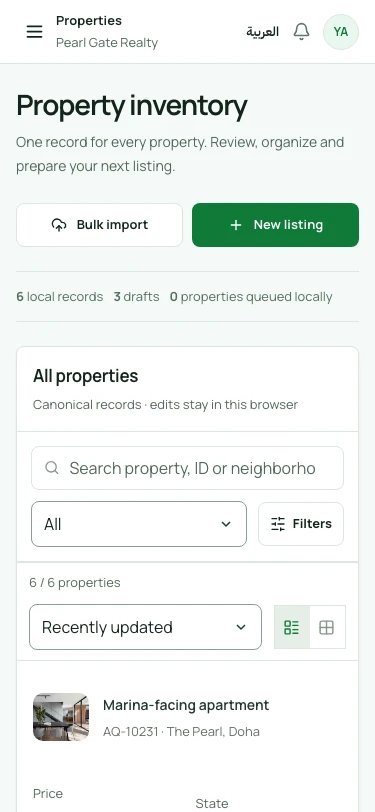 Properties
Pearl Gate Realty
العربية
YA
Property inventory
One record for every property. Review, organize and
prepare your next listing.
Bulk import
New listing
6 local records 3 drafts 0 properties queued locally
All properties
Canonical records · edits stay in this browser
Search property, ID or neighborho
All
Filters
6 / 6 properties
Recently updated
Marina-facing apartment
AQ-10231 · The Pearl, Doha
Price
State